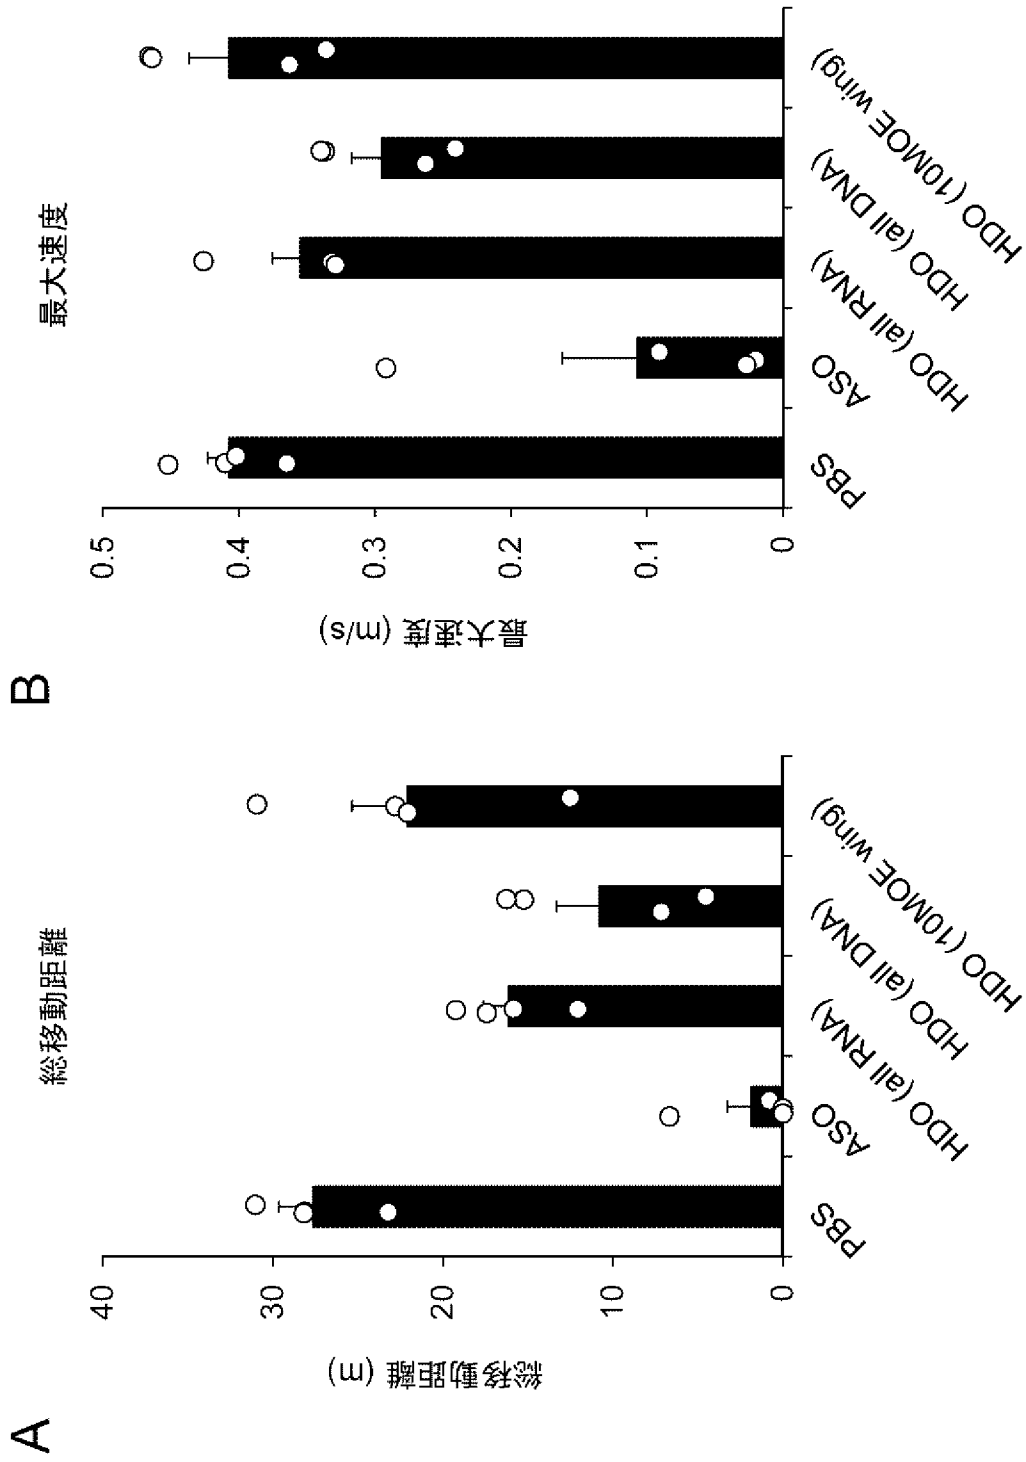 A
総移動距離
総移動距離 (m)
40
30
20
10
0
PBS
ASO
HDO (all RNA)
HDO (all DNA)
HDO (10MOE wing)
B
最大速度
最大速度 (m/s)
0.5
0.4
0.3
0.2
0.1
0
PBS
ASO
HDO (all RNA)
HDO (all DNA)
HDO (10MOE wing)